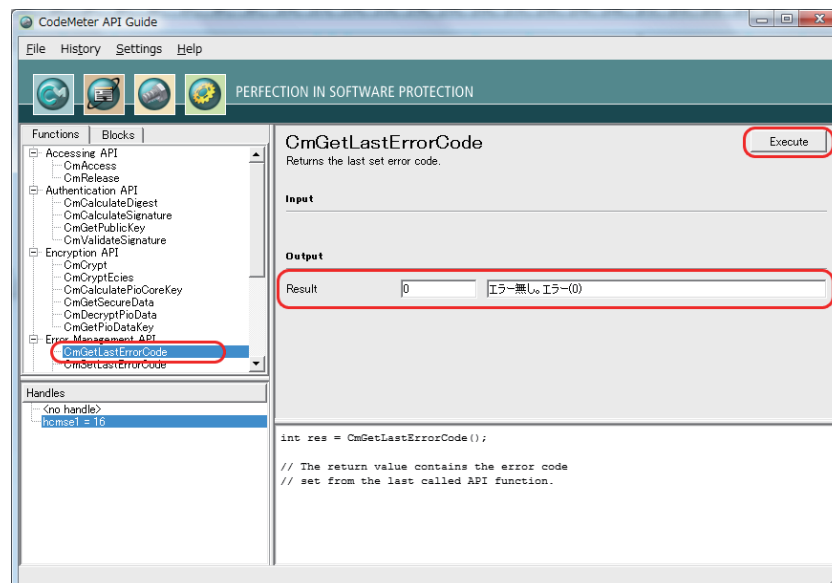 CodeMeter API Guide
File History Settings Help
PERFECTION IN SOFTWARE PROTECTION
Functions Blocks
Accessing API
CmAccess
CmRelease
Authentication API
CmCalculateDigest
CmCalculateSignature
CmGetPublicKey
CmValidateSignature
Encryption API
CmCrypt
CmCryptEcies
CmCalculatePioCoreKey
CmGetSecureData
CmDecryptPioData
CmGetPioDataKey
Error Management API
CmGetLastErrorCode
CmSetLastErrorCode
Handles
<no handle>
hcmse1 = 16
CmGetLastErrorCode
Execute
Returns the last set error code.
Input
Output
Result 0 エラー無し。エラー(0)
int res = CmGetLastErrorCode();
// The return value contains the error code
// set from the last called API function.